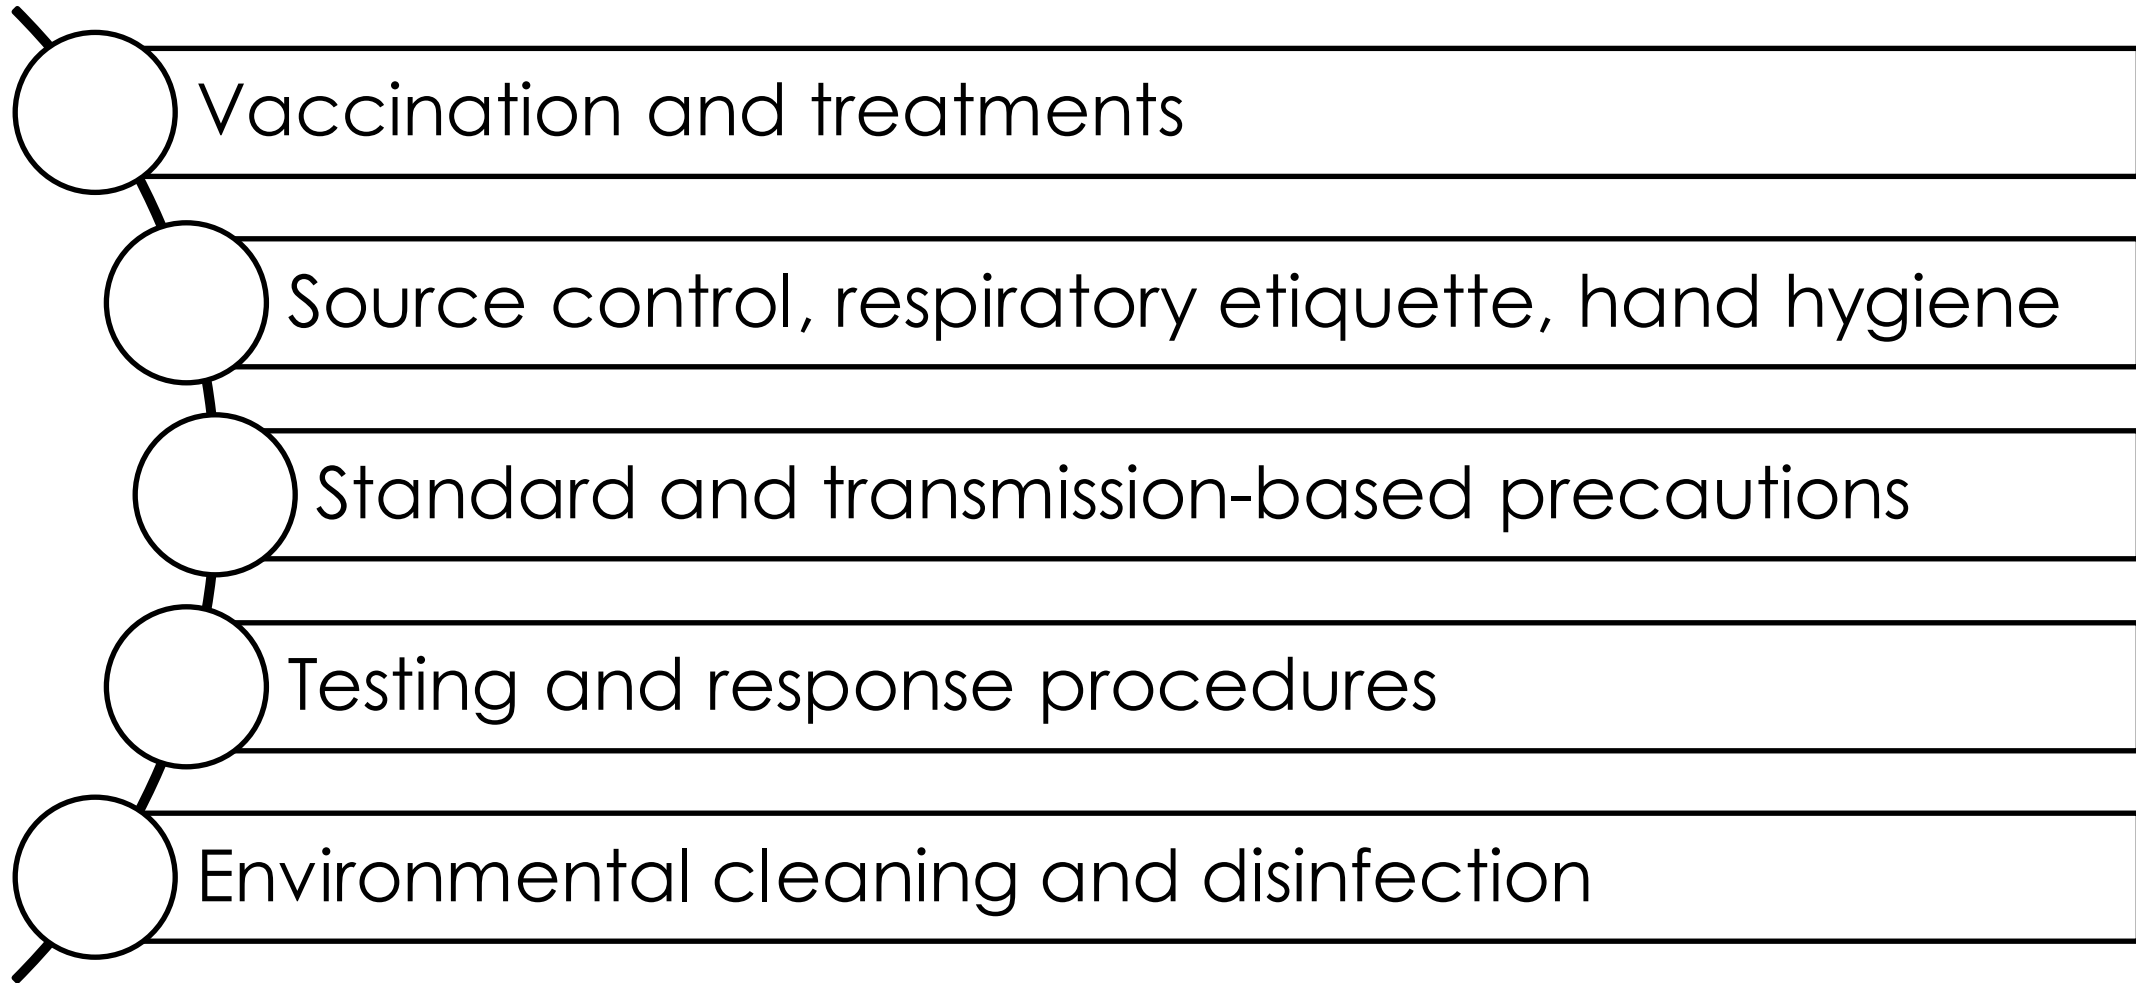 Vaccination and treatments
Source control, respiratory etiquette, hand hygiene
Standard and transmission-based precautions
Testing and response procedures
Environmental cleaning and disinfection